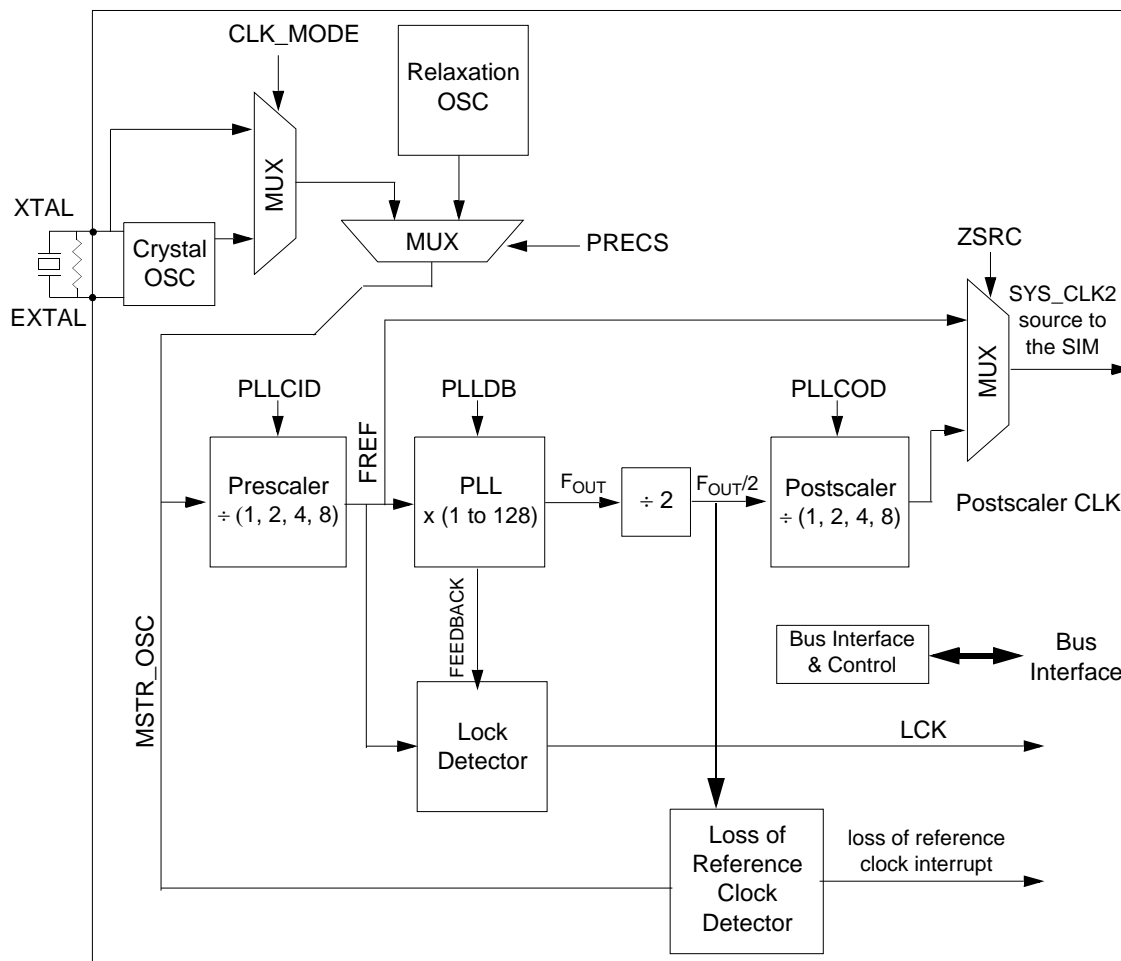 CLK_MODE
Relaxation
OSC
MUX
XTAL
Crystal
OSC
EXTAL
MUX
PRECS
ZSRC
SYS_CLK2
source to
the SIM
MUX
PLLCID
PLLDB
PLLCOD
FREF
Prescaler
÷ (1, 2, 4, 8)
PLL
x (1 to 128)
FOUT
÷ 2
FOUT/2
Postscaler
÷ (1, 2, 4, 8)
Postscaler CLK
MSTR_OSC
FEEDBACK
Bus Interface
& Control
Bus
Interface
Lock
Detector
LCK
Loss of
Reference
Clock
Detector
loss of reference
clock interrupt